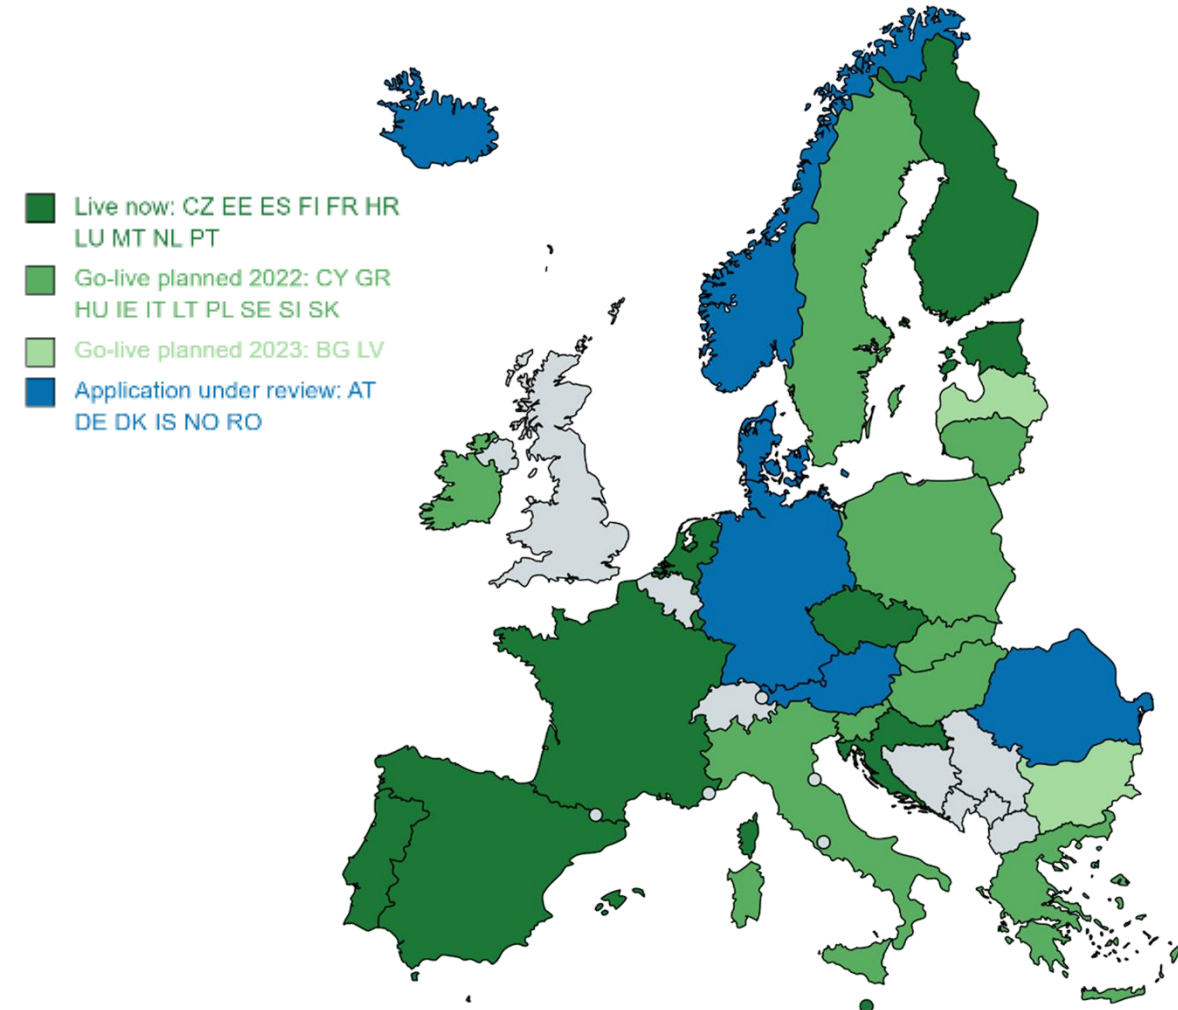 Live now: CZ EE ES FI FR HR
LU MT NL PT
Go-live planned 2022: CY GR
HU IE IT LT PL SE SI SK
Go-live planned 2023: BG LV
Application under review: AT
DE DK IS NO RO